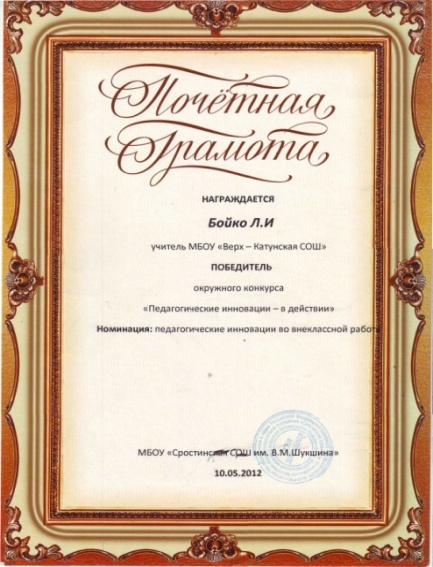 Почётная
Грамота
НАГРАЖДАЕТСЯ
Бойко Л.И
учитель МБОУ «Верх – Катунская СОШ»
ПОБЕДИТЕЛЬ
окружного конкурса
«Педагогические инновации – в действии»
Номинация: педагогические инновации во внеклассной работе
МБОУ «Сростинская СОШ им. В.М.Шукшина»
10.05.2012